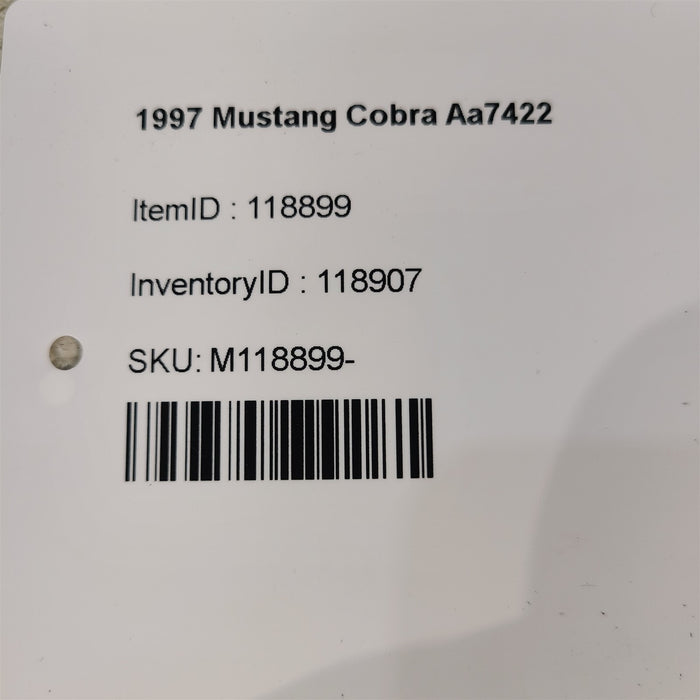 1997 Mustang Cobra Aa7422
ItemID : 118899
InventoryID : 118907
SKU: M118899-